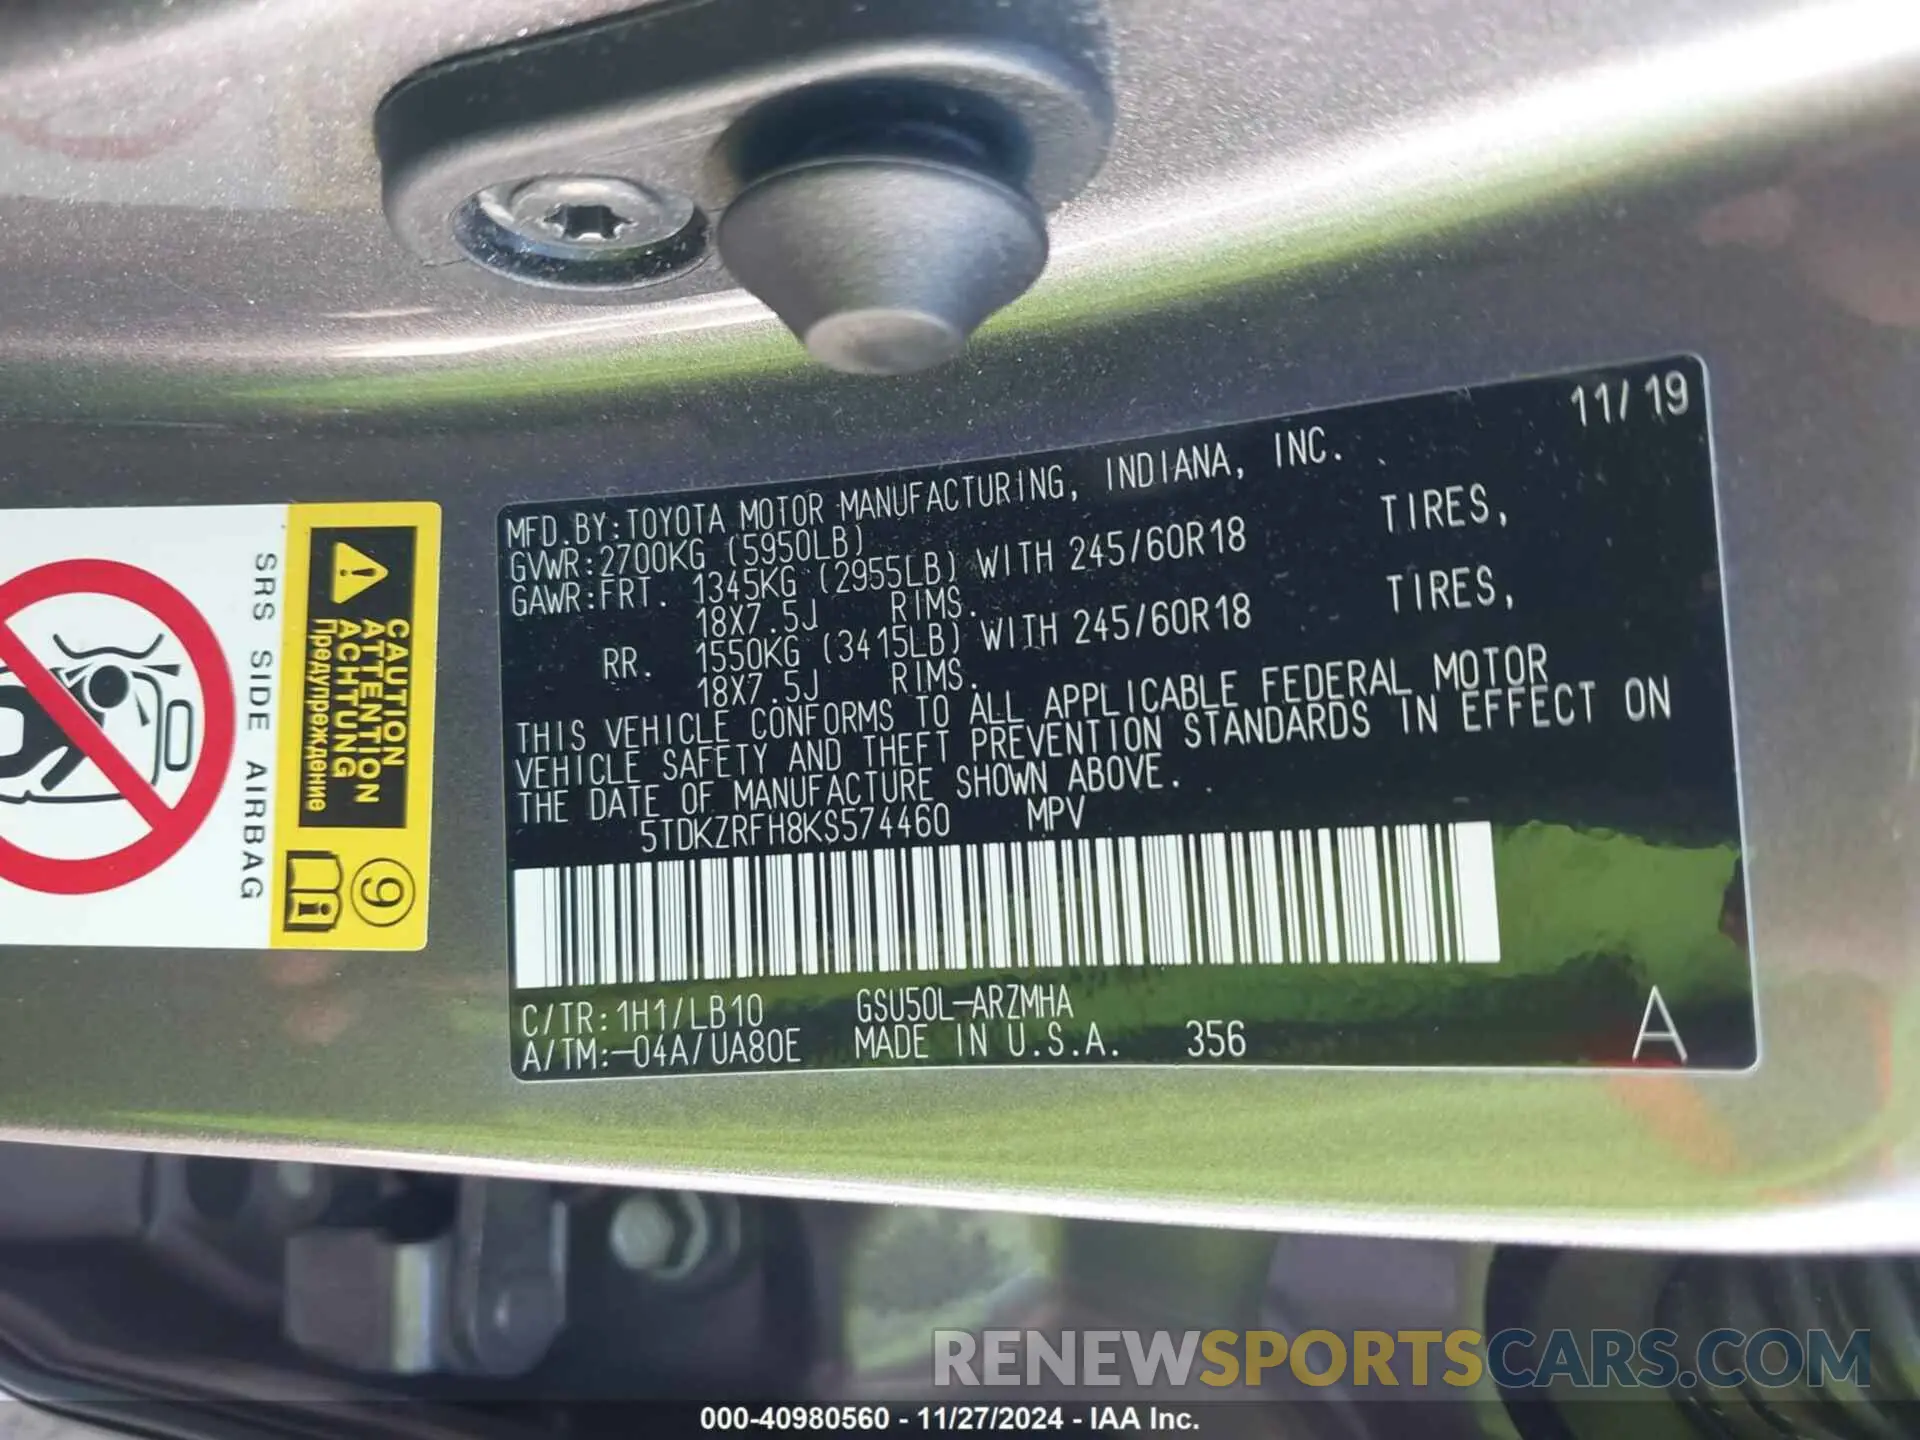 11/19
MFD.BY:TOYOTA MOTOR MANUFACTURING, INDIANA, INC.
GVWR:2700KG (5950LB)
GAWR:FRT. 1345KG (2955LB) WITH 245/60R18 TIRES,
18X7.5J RIMS.
RR. 1550KG (3415LB) WITH 245/60R18 TIRES,
18X7.5J RIMS.
THIS VEHICLE CONFORMS TO ALL APPLICABLE FEDERAL MOTOR
VEHICLE SAFETY AND THEFT PREVENTION STANDARDS IN EFFECT ON
THE DATE OF MANUFACTURE SHOWN ABOVE.
5TDKZRFH8KS574460 MPV
C/TR:1H1/LB10 GSU50L-ARZMHA
A/TM:-04A/UA80E MADE IN U.S.A. 356 A
CAUTION
ATTENTION
ACHTUNG
Предупреждение
SRS SIDE AIRBAG
9
RENEWSPORTSCARS.COM
000-40980560 - 11/27/2024 - IAA Inc.